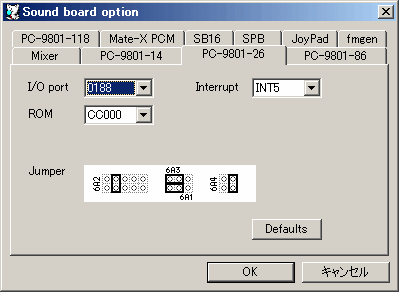 Sound board option
PC-9801-118 Mate-X PCM SB16 SPB JoyPad fmgen
Mixer PC-9801-14 PC-9801-26 PC-9801-86
I/O port 0188 Interrupt INT5
ROM CC000
Jumper 6A2 6A3 6A1 6A4
Defaults
OK キャンセル